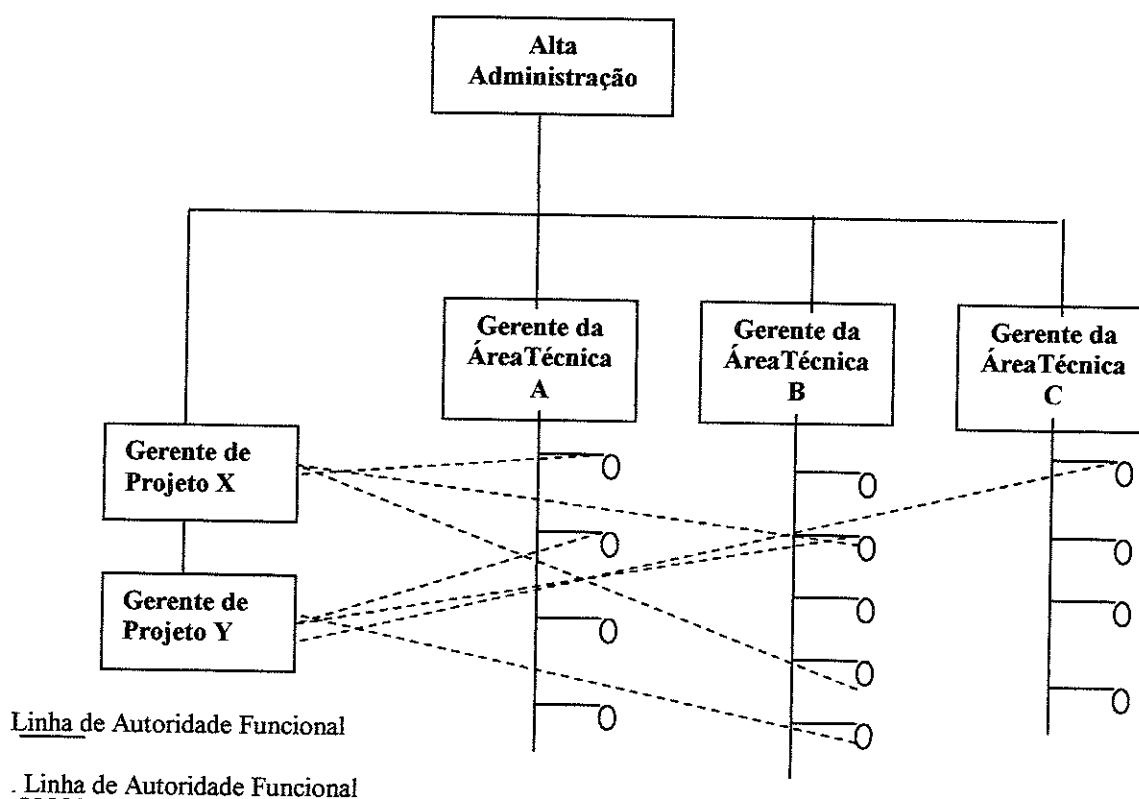 Alta
Administração
Gerente da
ÁreaTécnica
A
Gerente da
ÁreaTécnica
B
Gerente da
ÁreaTécnica
C
Gerente de
Projeto X
Gerente de
Projeto Y
Linha de Autoridade Funcional
. Linha de Autoridade Funcional